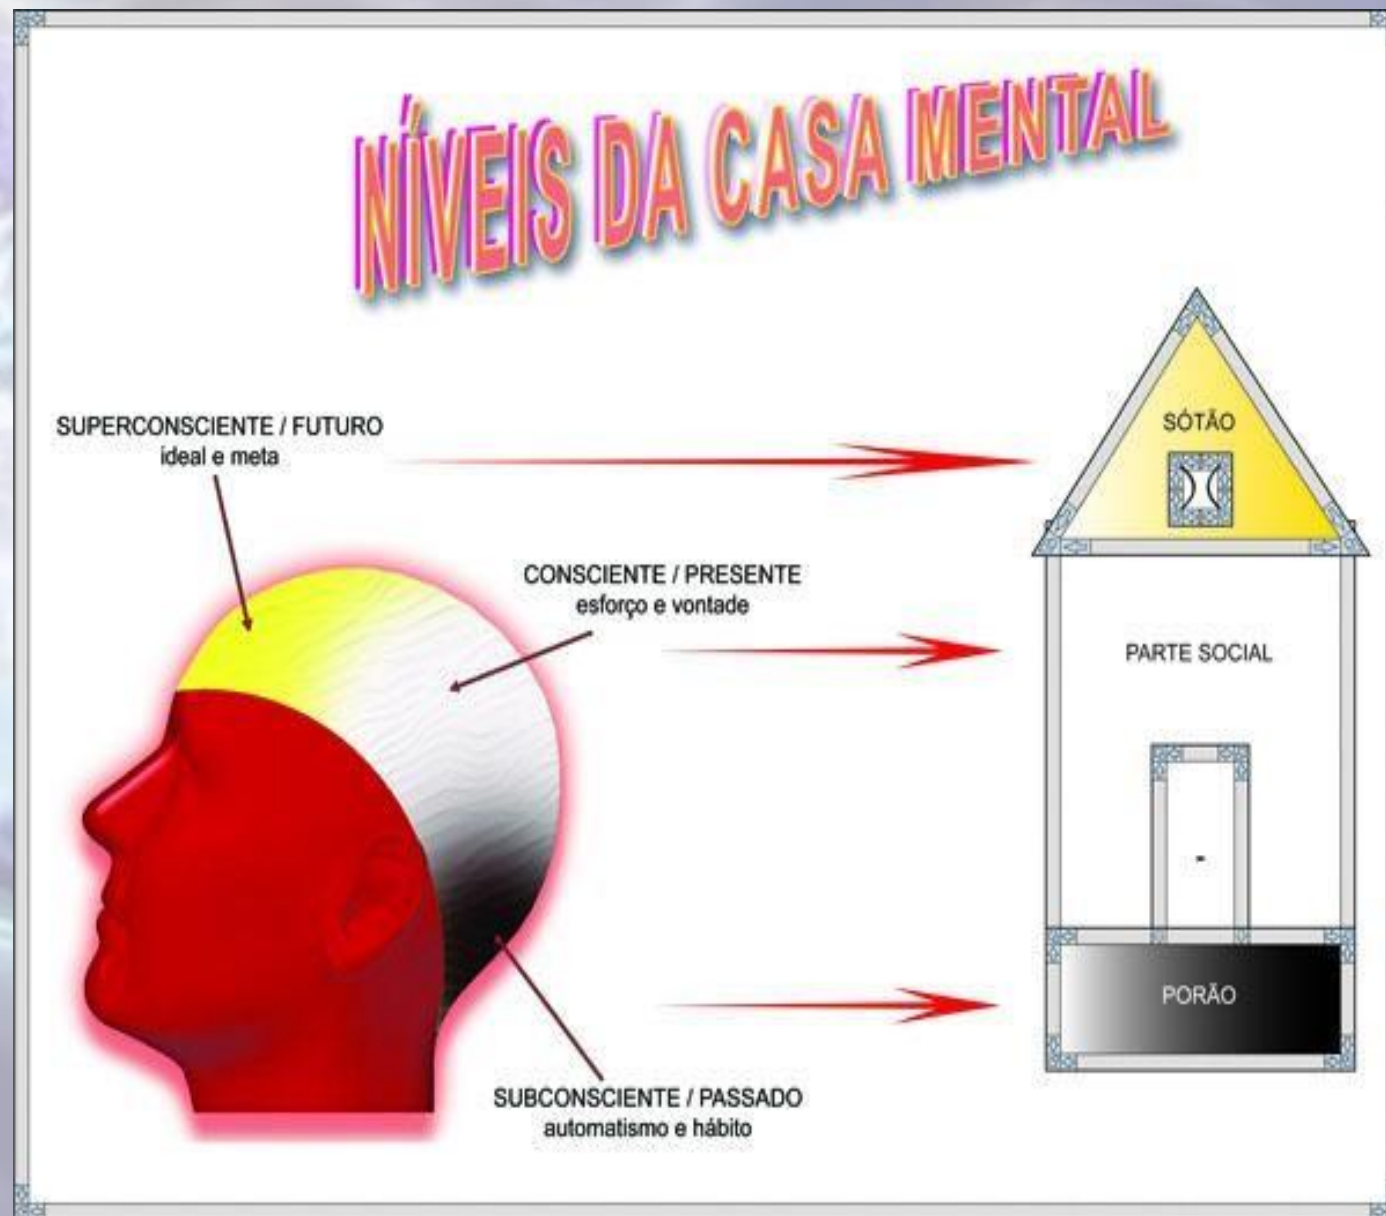 NÍVEIS DA CASA MENTAL
SUPERCONSCIENTE / FUTURO
ideal e meta
SÓTÃO
CONSCIENTE / PRESENTE
esforço e vontade
PARTE SOCIAL
PORÃO
SUBCONSCIENTE / PASSADO
automatismo e hábito